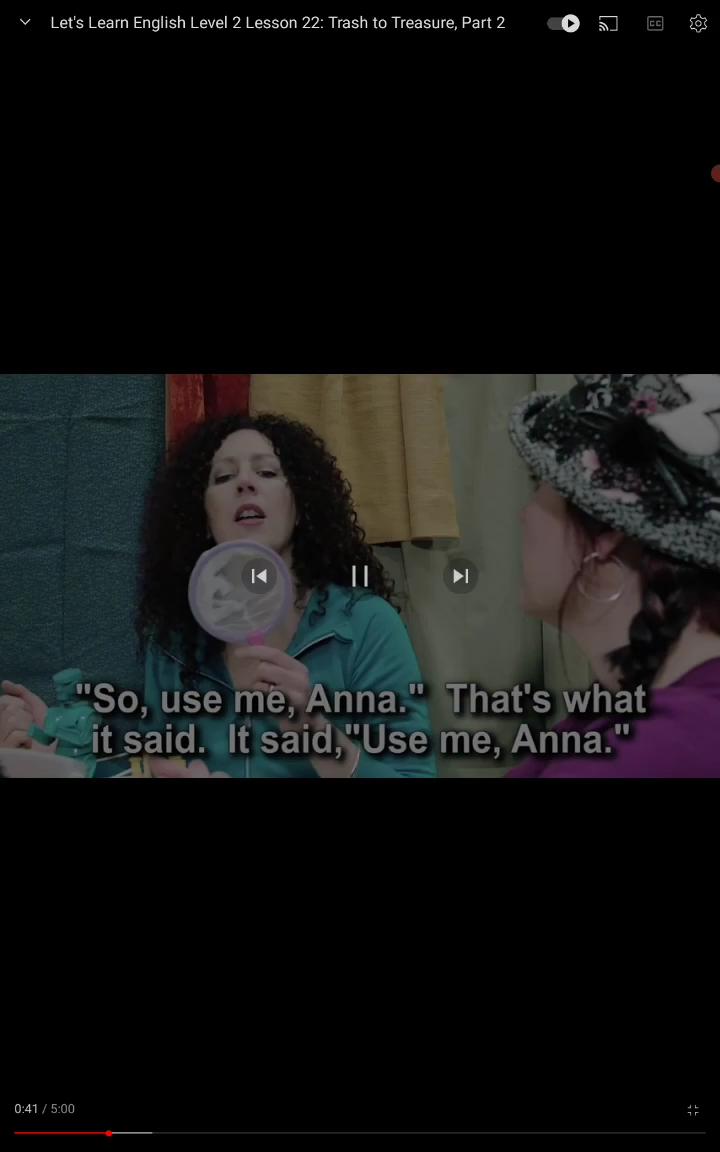 Let's Learn English Level 2 Lesson 22: Trash to Treasure, Part 2
CC
"So, use me, Anna." That's what
it said. It said,"Use me, Anna."
0:41 / 5:00